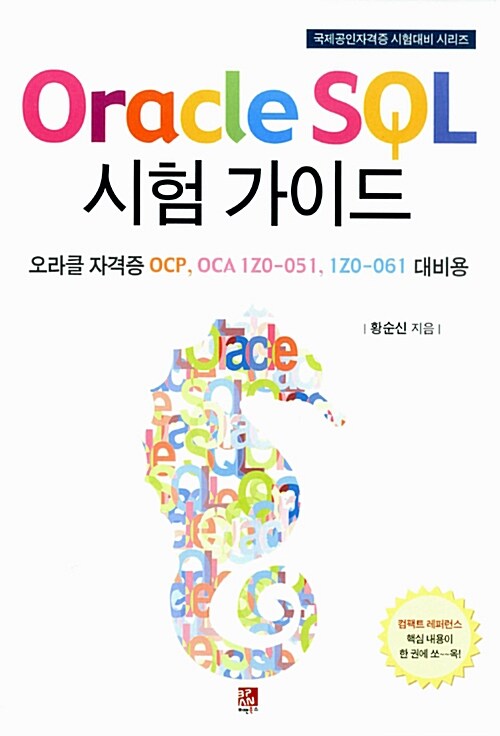 국제공인자격증 시험대비 시리즈
Oracle SQL
시험 가이드
오라클 자격증 OCP, OCA 1Z0-051, 1Z0-061 대비용
| 황순신 지음 |
Oracle
컴팩트 레퍼런스
핵심 내용이
한 권에 쏘~~옥!